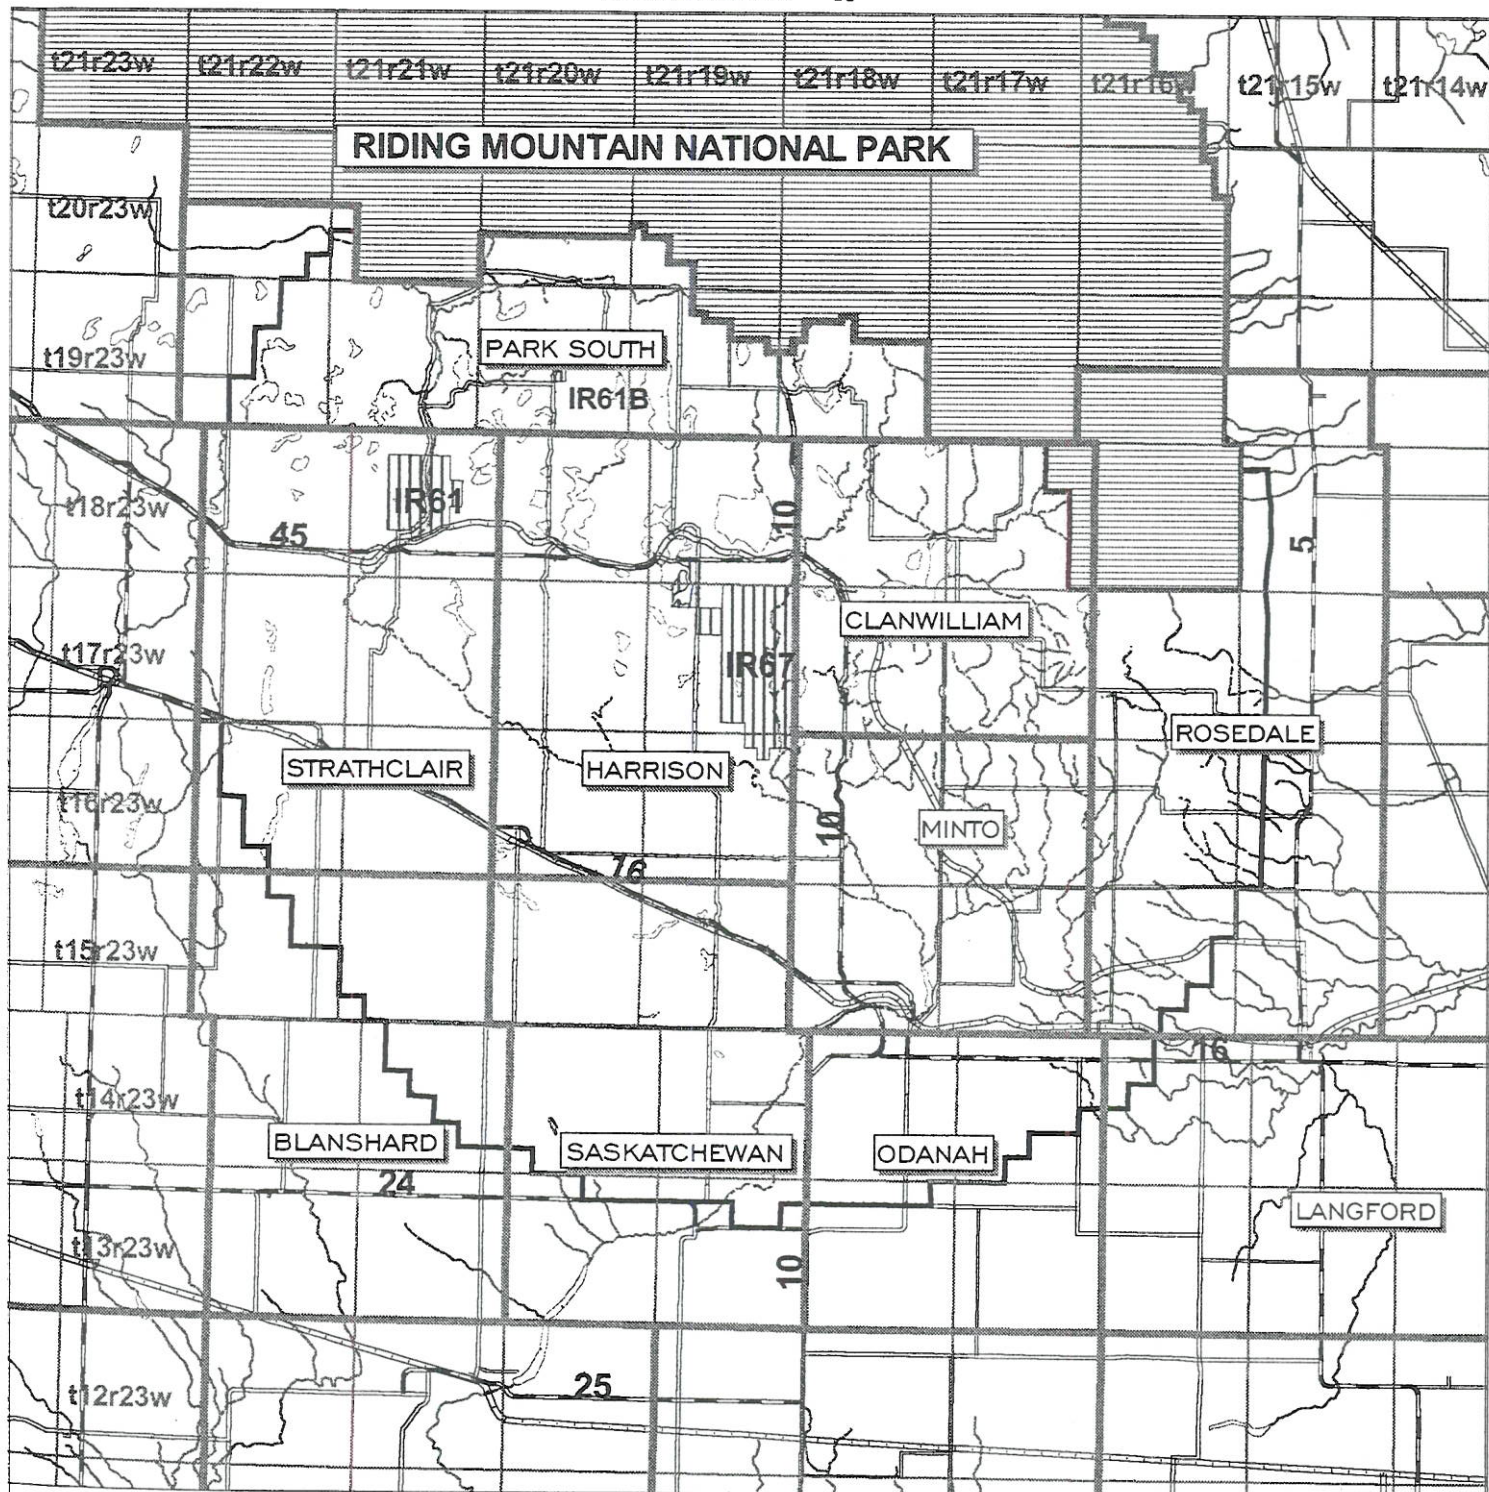 t21r23w t21r22w t21r21w t21r20w t21r19w t21r18w t21r17w t21r16w t21r15w t21r14w
RIDING MOUNTAIN NATIONAL PARK
t20r23w
PARK SOUTH
t19r23w
IR61B
IR61
t18r23w
10
45
5
CLANWILLIAM
t17r23w
IR67
ROSEDALE
STRATHCLAIR
HARRISON
t16r23w
10
MINTO
16
t15r23w
16
t14r23w
BLANSHARD
SASKATCHEWAN
ODANAH
24
LANGFORD
t13r23w
10
25
t12r23w